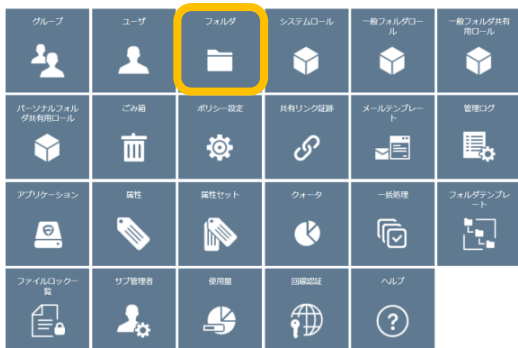 グループ
ユーザ
フォルダ
システムロール
一般フォルダロー
ル
一般フォルダ共有
用ロール
パーソナルフォル
ダ共有用ロール
ごみ箱
ポリシー設定
共有リンク証跡
メールテンプレー
ト
管理ログ
アプリケーション
属性
属性セット
クォータ
一括処理
フォルダテンプレ
ート
ファイルロック一
覧
サブ管理者
使用量
回線認証
ヘルプ